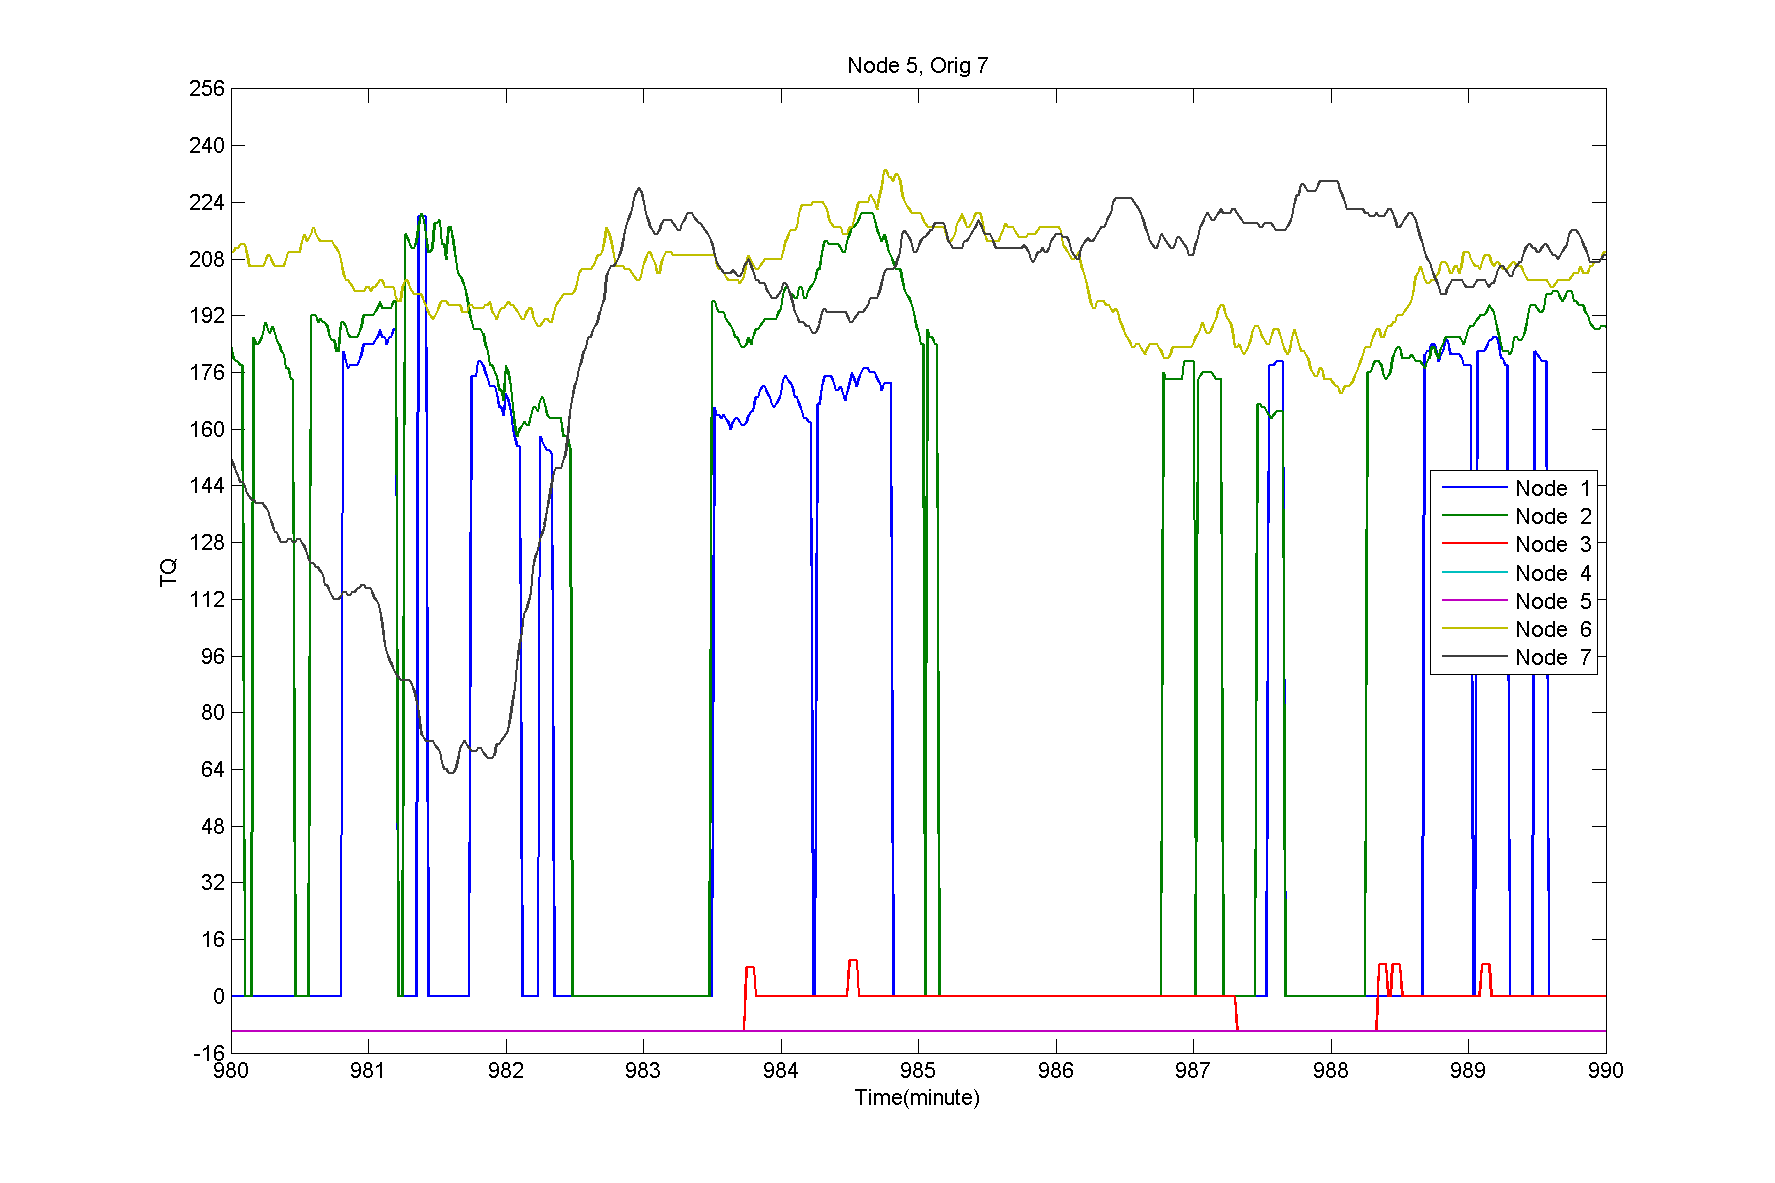 Node 5, Orig 7
256
240
224
208
192
176
160
144
128
112
96
80
64
48
32
16
0
-16
TQ
Node 1
Node 2
Node 3
Node 4
Node 5
Node 6
Node 7
980 981 982 983 984 985 986 987 988 989 990
Time(minute)